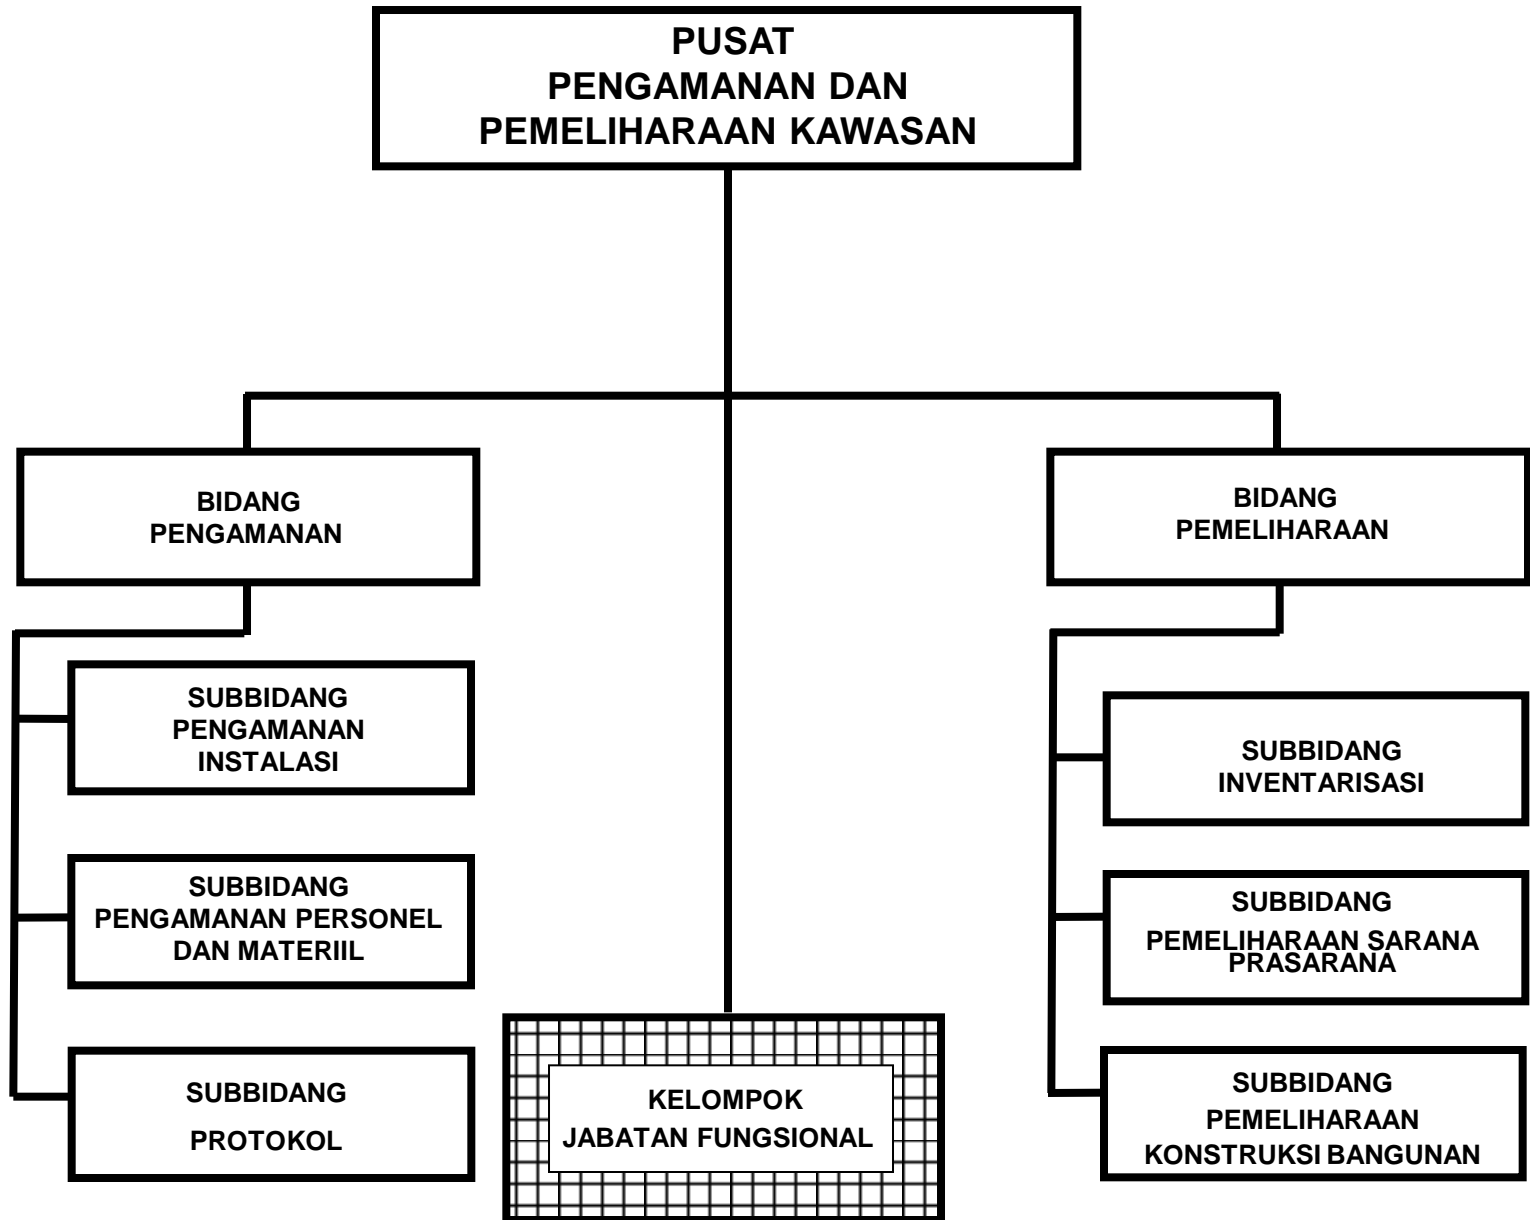 PUSAT
PENGAMANAN DAN
PEMELIHARAAN KAWASAN
BIDANG
PENGAMANAN
BIDANG
PEMELIHARAAN
SUBBIDANG
PENGAMANAN
INSTALASI
SUBBIDANG
PENGAMANAN PERSONEL
DAN MATERIIL
SUBBIDANG
PROTOKOL
KELOMPOK
JABATAN FUNGSIONAL
SUBBIDANG
INVENTARISASI
SUBBIDANG
PEMELIHARAAN SARANA
PRASARANA
SUBBIDANG
PEMELIHARAAN
KONSTRUKSI BANGUNAN